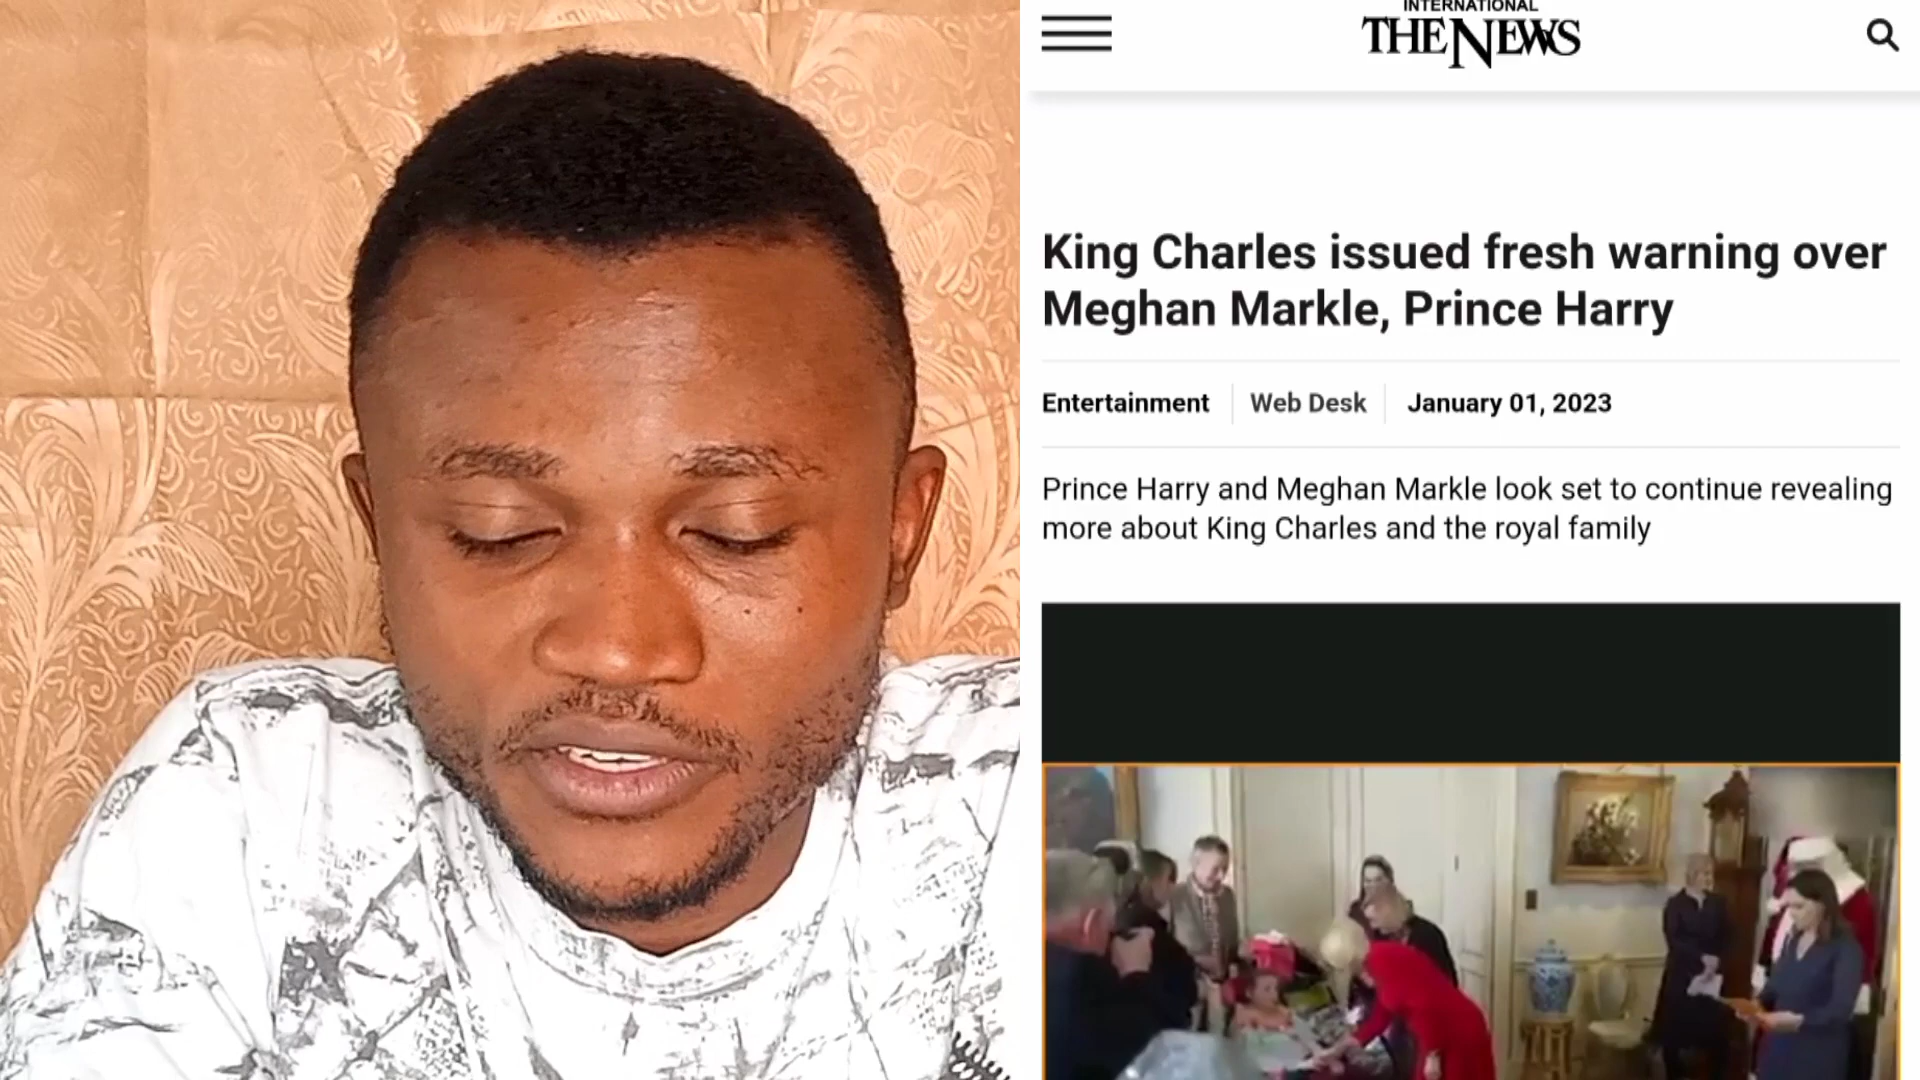 INTERNATIONAL
THE NEWS
King Charles issued fresh warning over
Meghan Markle, Prince Harry
Entertainment Web Desk January 01, 2023
Prince Harry and Meghan Markle look set to continue revealing
more about King Charles and the royal family